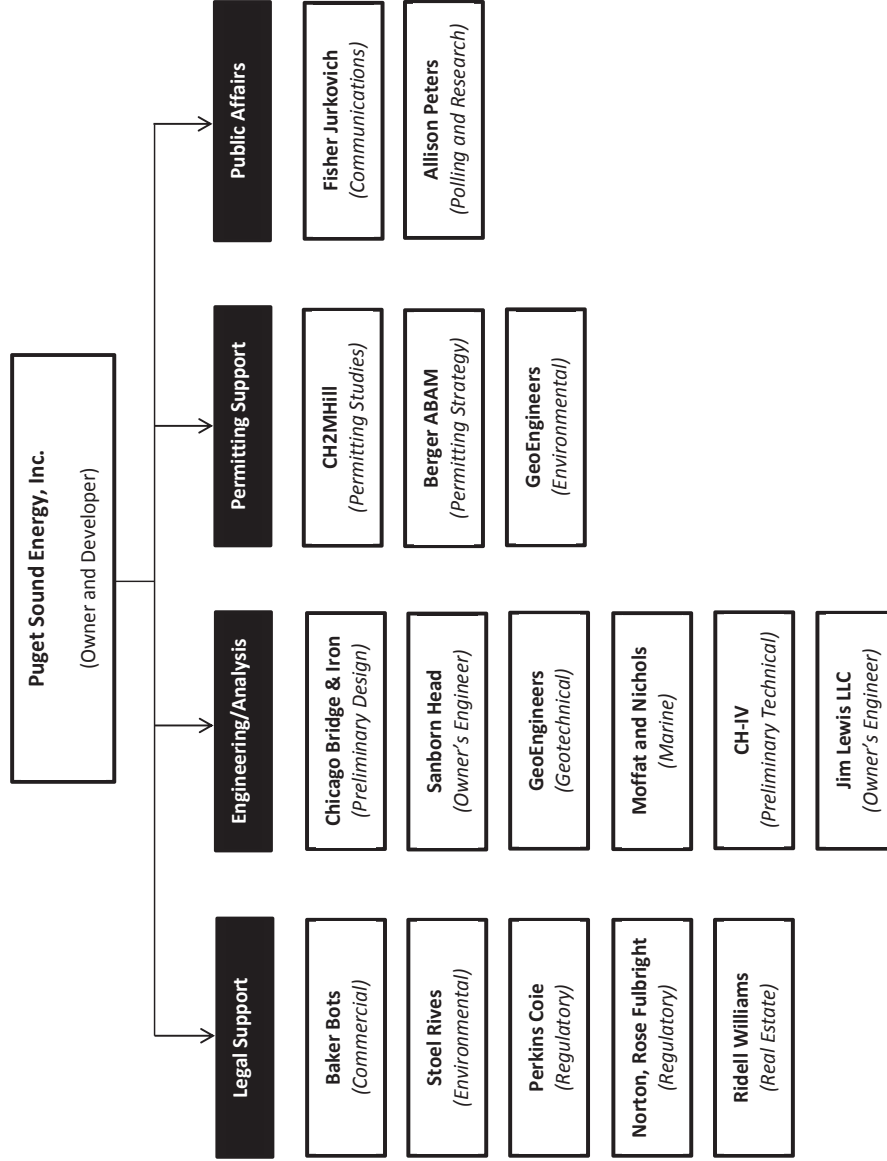 Puget Sound Energy, Inc.
(Owner and Developer)
Legal Support
Baker Bots
(Commercial)
Stoel Rives
(Environmental)
Perkins Coie
(Regulatory)
Norton, Rose Fulbright
(Regulatory)
Ridell Williams
(Real Estate)
Engineering/Analysis
Chicago Bridge & Iron
(Preliminary Design)
Sanborn Head
(Owner's Engineer)
GeoEngineers
(Geotechnical)
Moffat and Nichols
(Marine)
CH-IV
(Preliminary Technical)
Jim Lewis LLC
(Owner's Engineer)
Permitting Support
CH2MHill
(Permitting Studies)
Berger ABAM
(Permitting Strategy)
GeoEngineers
(Environmental)
Public Affairs
Fisher Jurkovich
(Communications)
Allison Peters
(Polling and Research)